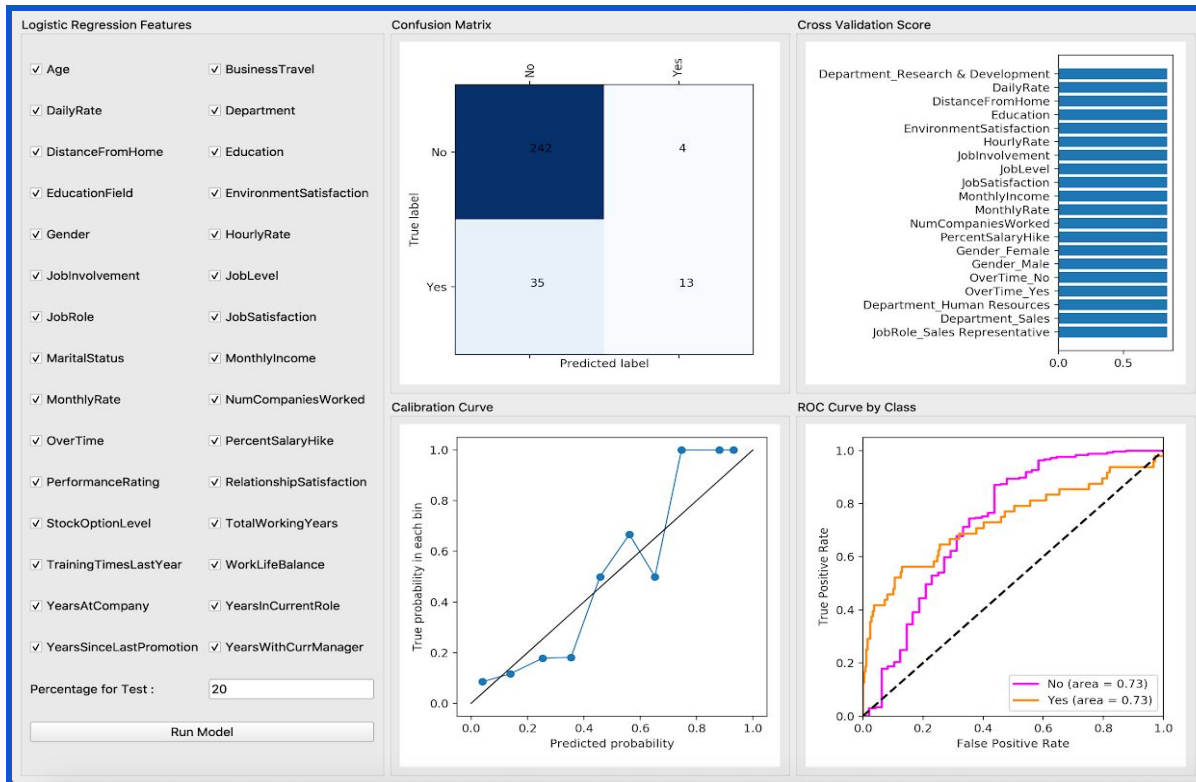 Logistic Regression Features
Age
BusinessTravel
DailyRate
Department
DistanceFromHome
Education
EducationField
EnvironmentSatisfaction
Gender
HourlyRate
JobInvolvement
JobLevel
JobRole
JobSatisfaction
MaritalStatus
MonthlyIncome
MonthlyRate
NumCompaniesWorked
OverTime
PercentSalaryHike
PerformanceRating
RelationshipSatisfaction
StockOptionLevel
TotalWorkingYears
TrainingTimesLastYear
WorkLifeBalance
YearsAtCompany
YearsInCurrentRole
YearsSinceLastPromotion
YearsWithCurrManager
Percentage for Test :
20
Run Model
Confusion Matrix
No
Yes
No
242
4
True label
Yes
35
13
Predicted label
Cross Validation Score
Department_Research & Development
DailyRate
DistanceFromHome
Education
EnvironmentSatisfaction
HourlyRate
JobInvolvement
JobLevel
JobSatisfaction
MonthlyIncome
MonthlyRate
NumCompaniesWorked
PercentSalaryHike
Gender_Female
Gender_Male
OverTime_No
OverTime_Yes
Department_Human Resources
Department_Sales
JobRole_Sales Representative
0.0 0.5
Calibration Curve
True probability in each bin
1.0
0.8
0.6
0.4
0.2
0.0
0.0 0.2 0.4 0.6 0.8 1.0
Predicted probability
ROC Curve by Class
True Positive Rate
1.0
0.8
0.6
0.4
0.2
0.0
No (area = 0.73)
Yes (area = 0.73)
0.0 0.2 0.4 0.6 0.8 1.0
False Positive Rate